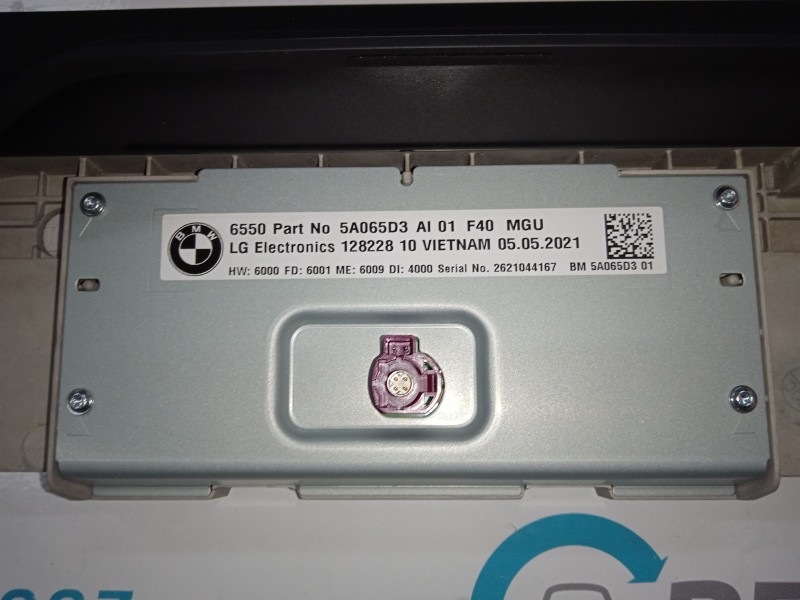 BMW
6550 Part No 5A065D3 AI 01 F40 MGU
LG Electronics 128228 10 VIETNAM 05.05.2021
HW: 6000 FD: 6001 ME: 6009 DI: 4000 Serial No. 2621044167 BM 5A065D3 01